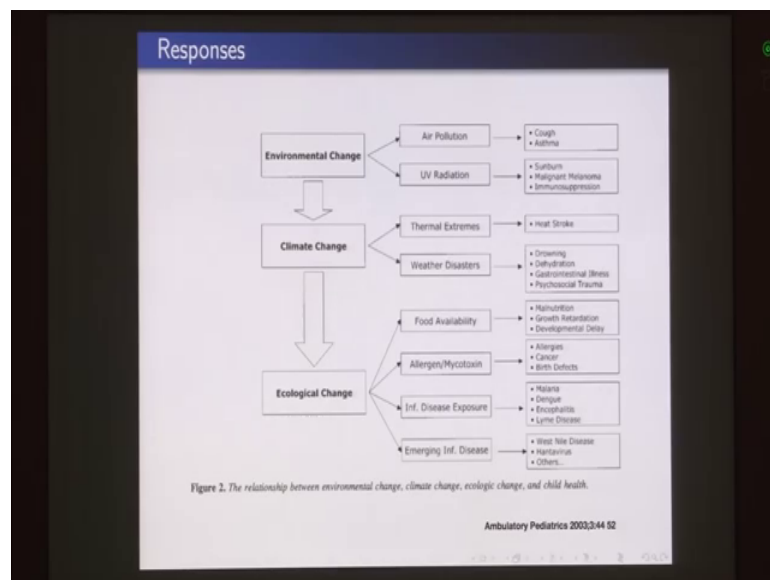 Responses
Environmental Change
Air Pollution
• Cough
• Asthma
UV Radiation
• Sunburn
• Malignant Melanoma
• Immunosuppression
Climate Change
Thermal Extremes
• Heat Stroke
Weather Disasters
• Drowning
• Dehydration
• Gastrointestinal Illness
• Psychosocial Trauma
Ecological Change
Food Availability
• Malnutrition
• Growth Retardation
• Developmental Delay
Allergen/Mycotoxin
• Allergies
• Cancer
• Birth Defects
Inf. Disease Exposure
• Malaria
• Dengue
• Encephalitis
• Lyme Disease
Emerging Inf. Disease
• West Nile Disease
• Hantavirus
• Others...
Figure 2. The relationship between environmental change, climate change, ecologic change, and child health.
Ambulatory Pediatrics 2003;3:44 52